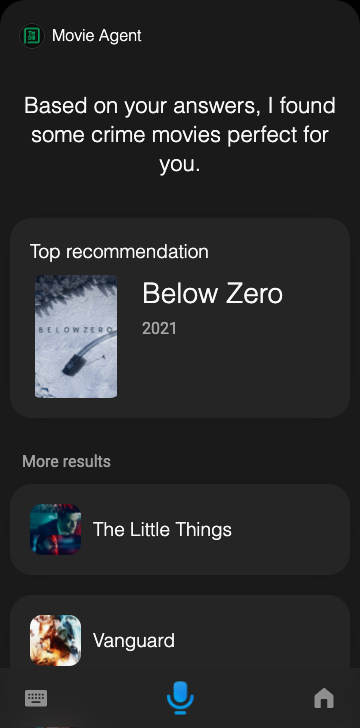 Movie Agent
Based on your answers, I found
some crime movies perfect for
you.
Top recommendation
BELOWZERO
Below Zero
2021
More results
The Little Things
Vanguard